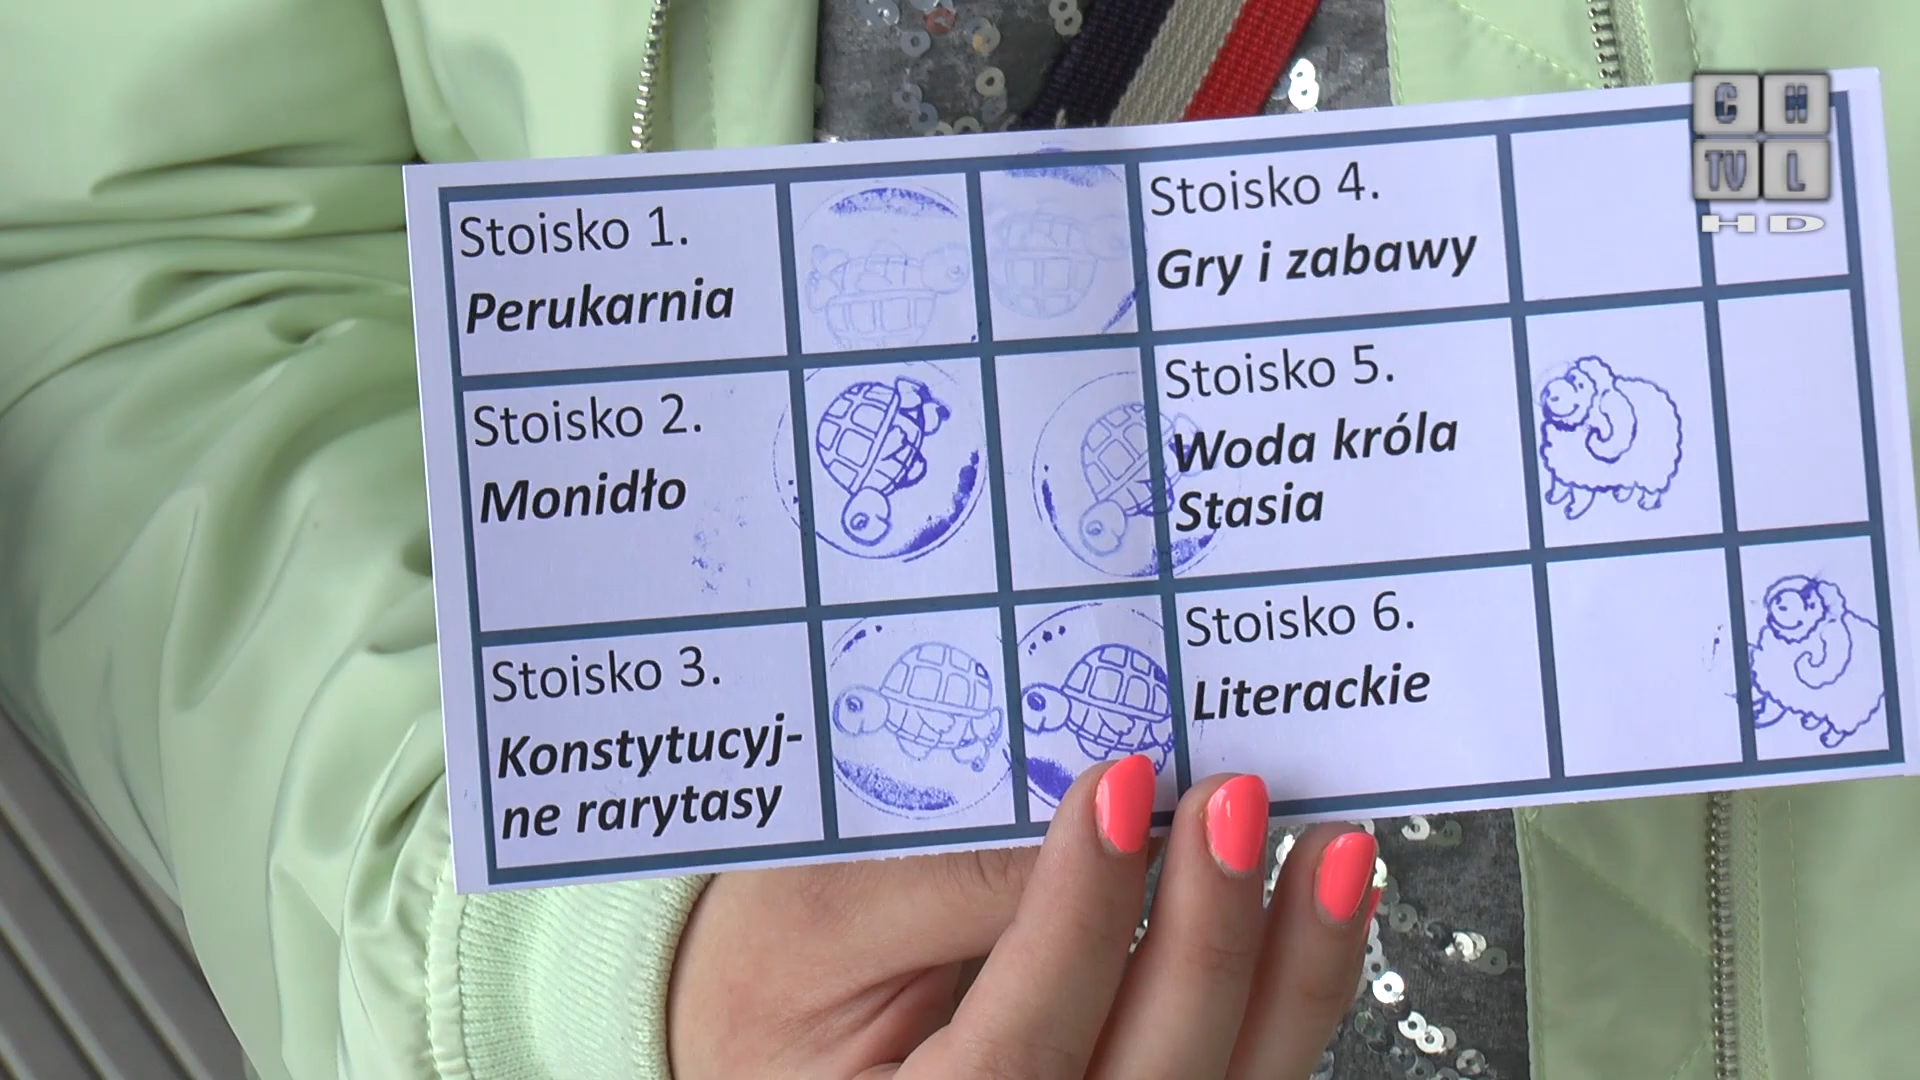 Stoisko 1.
Perukarnia
Stoisko 2.
Monidło
Stoisko 3.
Konstytucyj-
ne rarytasy
Stoisko 4.
Gry i zabawy
Stoisko 5.
Woda króla
Stasia
Stoisko 6.
Literackie
C H
TV L
HD